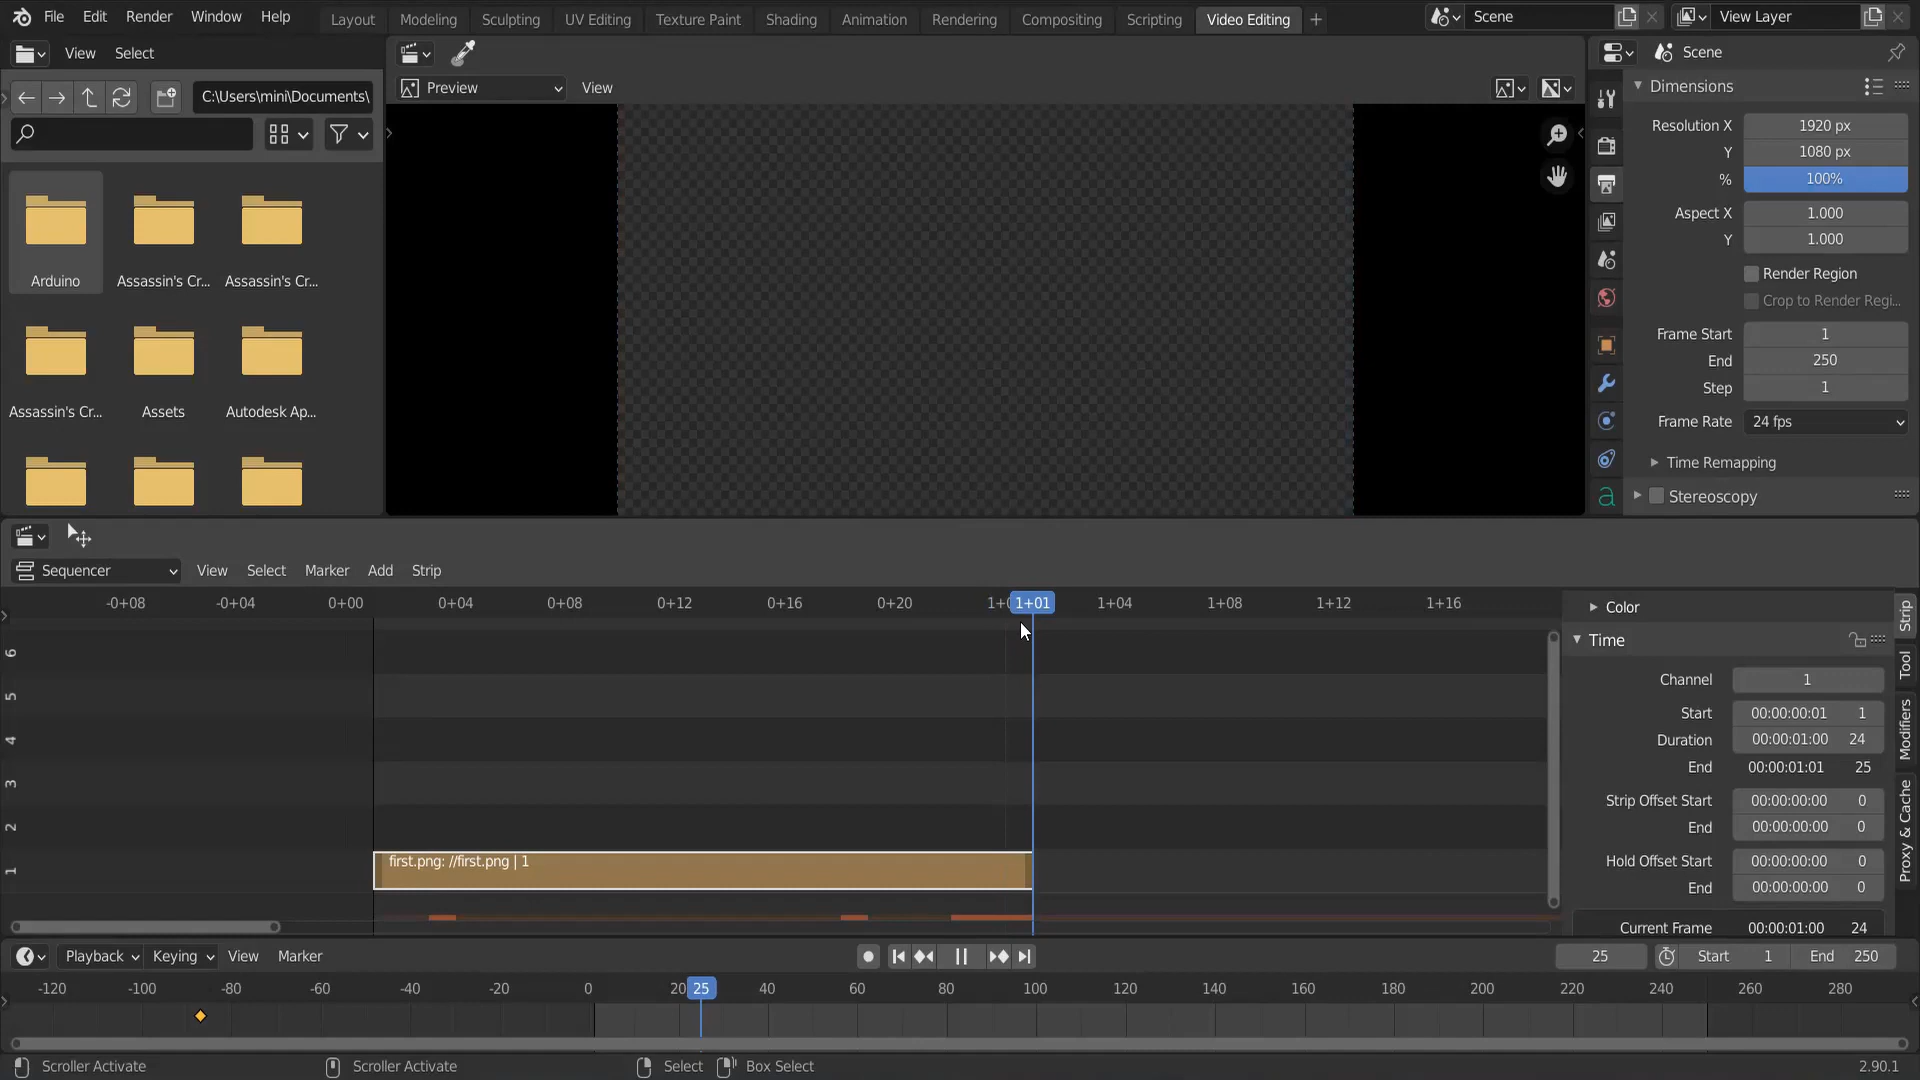 File Edit Render Window Help Layout Modeling Sculpting UV Editing Texture Paint Shading Animation Rendering Compositing Scripting Video Editing + Scene View Layer
View Select
Scene
C:\Users\mini\Documents\
Preview View
Dimensions
Resolution X 1920 px
Y 1080 px
% 100%
Aspect X 1.000
Y 1.000
Render Region
Crop to Render Regi...
Frame Start 1
End 250
Step 1
Frame Rate 24 fps
Time Remapping
Stereoscopy
Arduino Assassin's Cr... Assassin's Cr...
Assassin's Cr... Assets Autodesk Ap...
Sequencer View Select Marker Add Strip
-0+08 -0+04 0+00 0+04 0+08 0+12 0+16 0+20 1+01 1+04 1+08 1+12 1+16
6
5
4
3
2
1
first.png: //first.png | 1
Color
Time
Channel 1
Start 00:00:00:01 1
Duration 00:00:01:00 24
End 00:00:01:01 25
Strip Offset Start 00:00:00:00 0
End 00:00:00:00 0
Hold Offset Start 00:00:00:00 0
End 00:00:00:00 0
Current Frame 00:00:01:00 24
Strip
Tool
Modifiers
Proxy & Cache
Playback Keying View Marker 25 Start 1 End 250
-120 -100 -80 -60 -40 -20 0 20 25 40 60 80 100 120 140 160 180 200 220 240 260 280
Scroller Activate Scroller Activate Select Box Select 2.90.1